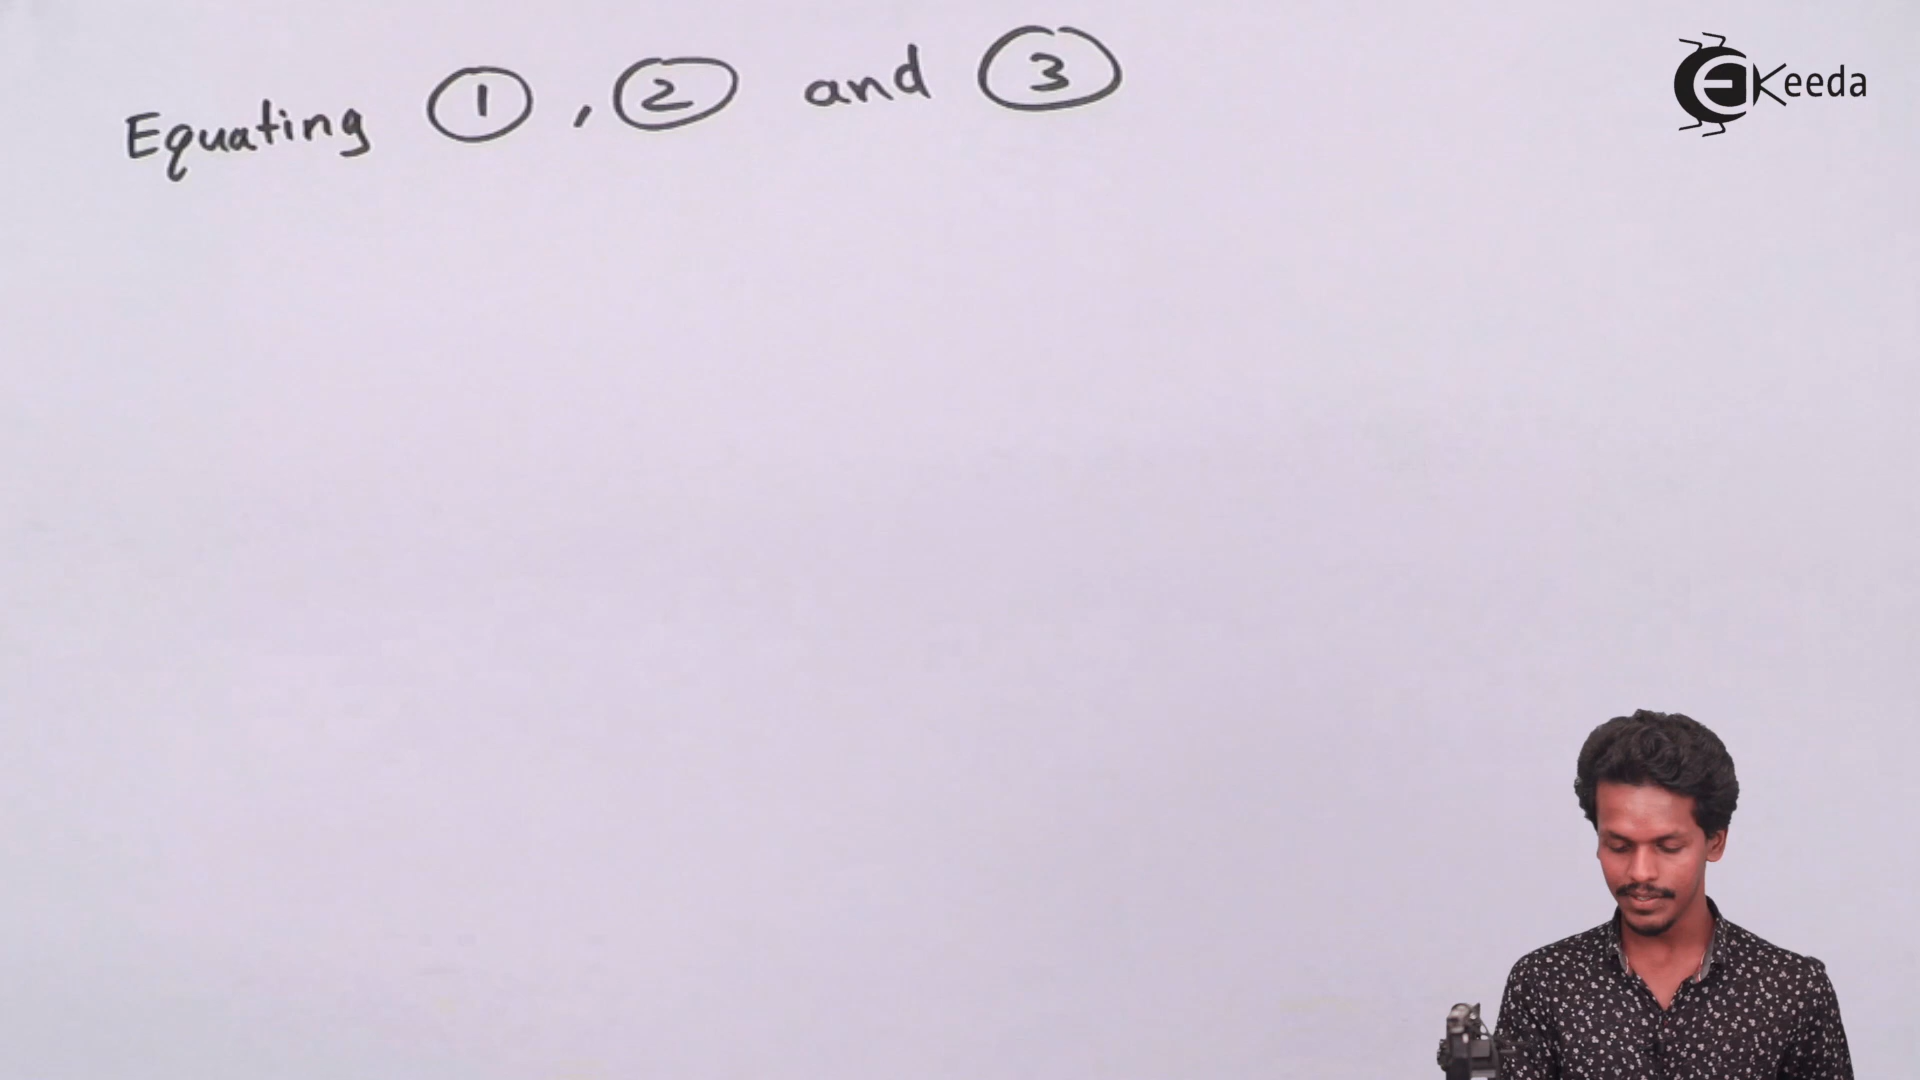 Equating ① , ② and ③
EKeeda